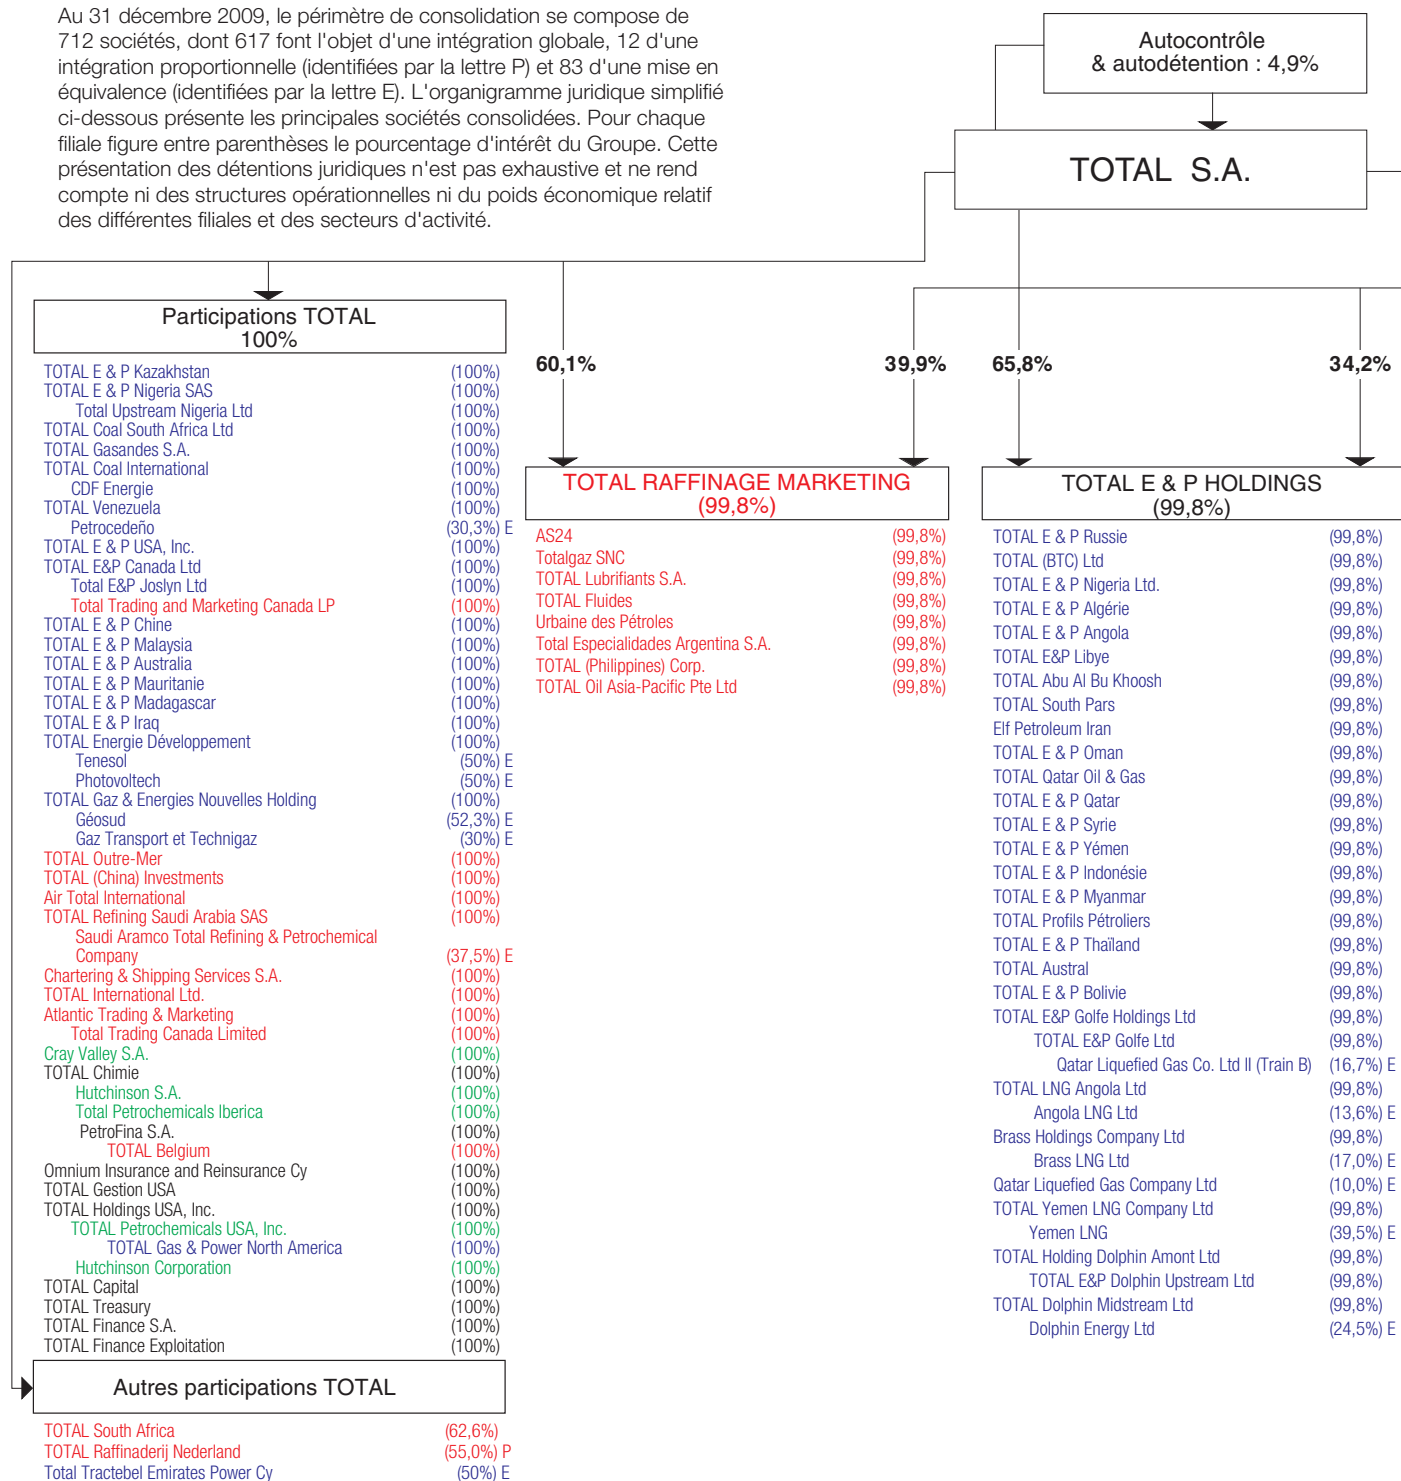 Au 31 décembre 2009, le périmètre de consolidation se compose de
712 sociétés, dont 617 font l'objet d'une intégration globale, 12 d'une
intégration proportionnelle (identifiées par la lettre P) et 83 d'une mise en
équivalence (identifiées par la lettre E). L'organigramme juridique simplifié
ci-dessous présente les principales sociétés consolidées. Pour chaque
filiale figure entre parenthèses le pourcentage d'intérêt du Groupe. Cette
présentation des détentions juridiques n'est pas exhaustive et ne rend
compte ni des structures opérationnelles ni du poids économique relatif
des différentes filiales et des secteurs d'activité.
Autocontrôle
& autodétention : 4,9%
TOTAL S.A.
Participations TOTAL
100%
TOTAL E & P Kazakhstan (100%)
TOTAL E & P Nigeria SAS (100%)
Total Upstream Nigeria Ltd (100%)
TOTAL Coal South Africa Ltd (100%)
TOTAL Gasandes S.A. (100%)
TOTAL Coal International (100%)
CDF Energie (100%)
TOTAL Venezuela (100%)
Petrocedeño (30,3%) E
TOTAL E & P USA, Inc. (100%)
TOTAL E&P Canada Ltd (100%)
Total E&P Joslyn Ltd (100%)
Total Trading and Marketing Canada LP (100%)
TOTAL E & P Chine (100%)
TOTAL E & P Malaysia (100%)
TOTAL E & P Australia (100%)
TOTAL E & P Mauritanie (100%)
TOTAL E & P Madagascar (100%)
TOTAL E & P Iraq (100%)
TOTAL Energie Développement (100%)
Tenesol (50%) E
Photovoltech (50%) E
TOTAL Gaz & Energies Nouvelles Holding (100%)
Géosud (52,3%) E
Gaz Transport et Technigaz (30%) E
TOTAL Outre-Mer (100%)
TOTAL (China) Investments (100%)
Air Total International (100%)
TOTAL Refining Saudi Arabia SAS (100%)
Saudi Aramco Total Refining & Petrochemical
Company (37,5%) E
Chartering & Shipping Services S.A. (100%)
TOTAL International Ltd. (100%)
Atlantic Trading & Marketing (100%)
Total Trading Canada Limited (100%)
Cray Valley S.A. (100%)
TOTAL Chimie (100%)
Hutchinson S.A. (100%)
Total Petrochemicals Iberica (100%)
PetroFina S.A. (100%)
TOTAL Belgium (100%)
Omnium Insurance and Reinsurance Cy (100%)
TOTAL Gestion USA (100%)
TOTAL Holdings USA, Inc. (100%)
TOTAL Petrochemicals USA, Inc. (100%)
TOTAL Gas & Power North America (100%)
Hutchinson Corporation (100%)
TOTAL Capital (100%)
TOTAL Treasury (100%)
TOTAL Finance S.A. (100%)
TOTAL Finance Exploitation (100%)
Autres participations TOTAL
TOTAL South Africa (62,6%)
TOTAL Raffinaderij Nederland (55,0%) P
Total Tractebel Emirates Power Cy (50%) E
60,1% 39,9%
TOTAL RAFFINAGE MARKETING
(99,8%)
AS24 (99,8%)
Totalgaz SNC (99,8%)
TOTAL Lubrifiants S.A. (99,8%)
TOTAL Fluides (99,8%)
Urbaine des Pétroles (99,8%)
Total Especialidades Argentina S.A. (99,8%)
TOTAL (Philippines) Corp. (99,8%)
TOTAL Oil Asia-Pacific Pte Ltd (99,8%)
65,8% 34,2%
TOTAL E & P HOLDINGS
(99,8%)
TOTAL E & P Russie (99,8%)
TOTAL (BTC) Ltd (99,8%)
TOTAL E & P Nigeria Ltd. (99,8%)
TOTAL E & P Algérie (99,8%)
TOTAL E & P Angola (99,8%)
TOTAL E&P Libye (99,8%)
TOTAL Abu Al Bu Khoosh (99,8%)
TOTAL South Pars (99,8%)
Elf Petroleum Iran (99,8%)
TOTAL E & P Oman (99,8%)
TOTAL Qatar Oil & Gas (99,8%)
TOTAL E & P Qatar (99,8%)
TOTAL E & P Syrie (99,8%)
TOTAL E & P Yémen (99,8%)
TOTAL E & P Indonésie (99,8%)
TOTAL E & P Myanmar (99,8%)
TOTAL Profils Pétroliers (99,8%)
TOTAL E & P Thaïland (99,8%)
TOTAL Austral (99,8%)
TOTAL E & P Bolivie (99,8%)
TOTAL E&P Golfe Holdings Ltd (99,8%)
TOTAL E&P Golfe Ltd (99,8%)
Qatar Liquefied Gas Co. Ltd II (Train B) (16,7%) E
TOTAL LNG Angola Ltd (99,8%)
Angola LNG Ltd (13,6%) E
Brass Holdings Company Ltd (99,8%)
Brass LNG Ltd (17,0%) E
Qatar Liquefied Gas Company Ltd (10,0%) E
TOTAL Yemen LNG Company Ltd (99,8%)
Yemen LNG (39,5%) E
TOTAL Holding Dolphin Amont Ltd (99,8%)
TOTAL E&P Dolphin Upstream Ltd (99,8%)
TOTAL Dolphin Midstream Ltd (99,8%)
Dolphin Energy Ltd (24,5%) E